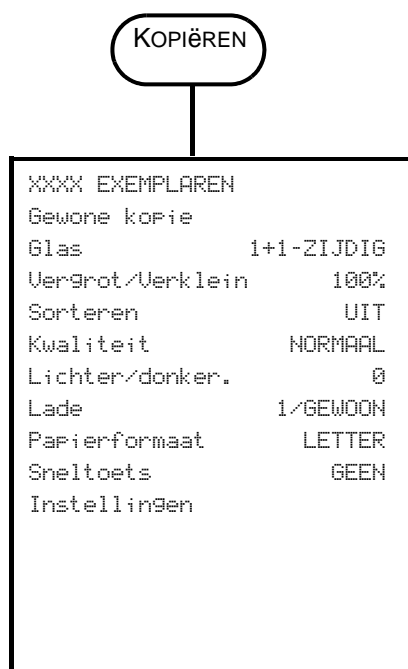 KOPIëREN
XXXX EXEMPLAREN
Gewone kopie
Glas 1+1-ZIJDIG
Vergrot/Verklein 100%
Sorteren UIT
Kwaliteit NORMAAL
Lichter/donker. 0
Lade 1/GEWOON
Papierformaat LETTER
Sneltoets GEEN
Instellingen